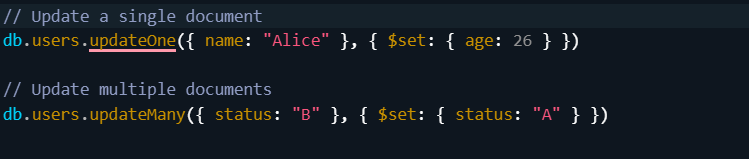 // Update a single document
db.users.updateOne({ name: "Alice" }, { $set: { age: 26 } })
// Update multiple documents
db.users.updateMany({ status: "B" }, { $set: { status: "A" } })